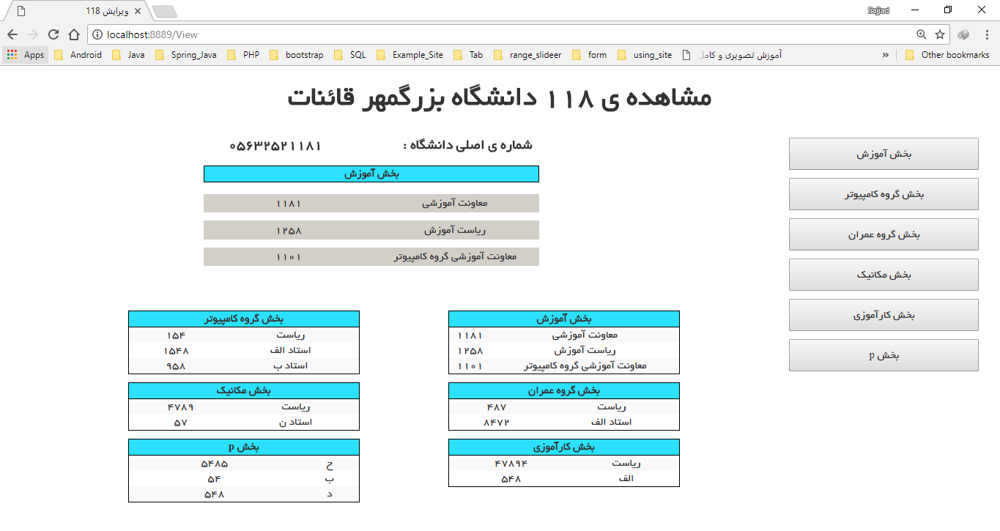 ویرایش 118
Sajjad
localhost:8889/View
Apps Android Java Spring_Java PHP bootstrap SQL Example_Site Tab range_slideer form using_site آموزش تصویری و کامل » Other bookmarks
مشاهده ی ۱۱۸ دانشگاه بزرگمهر قائنات
شماره ی اصلی دانشگاه : ۰۵۶۳۲۵۲۱۱۸۱
بخش آموزش
معاونت آموزشی ۱۱۸۱
ریاست آموزش ۱۲۵۸
معاونت آموزشی گروه کامپیوتر ۱۱۰۱
بخش آموزش
بخش گروه کامپیوتر
بخش گروه عمران
بخش مکانیک
بخش کارآموزی
بخش p
بخش آموزش
معاونت آموزشی ۱۱۸۱
ریاست آموزش ۱۲۵۸
معاونت آموزشی گروه کامپیوتر ۱۱۰۱
بخش گروه کامپیوتر
ریاست ۱۵۴
استاد الف ۱۵۴۸
استاد ب ۹۵۸
بخش گروه عمران
ریاست ۴۸۷
استاد الف ۸۴۷۲
بخش مکانیک
ریاست ۴۷۸۹
استاد ن ۵۷
بخش کارآموزی
ریاست ۴۷۸۹۴
الف ۵۴۸
بخش p
ح ۵۴۸۵
ب ۵۴
د ۵۴۸